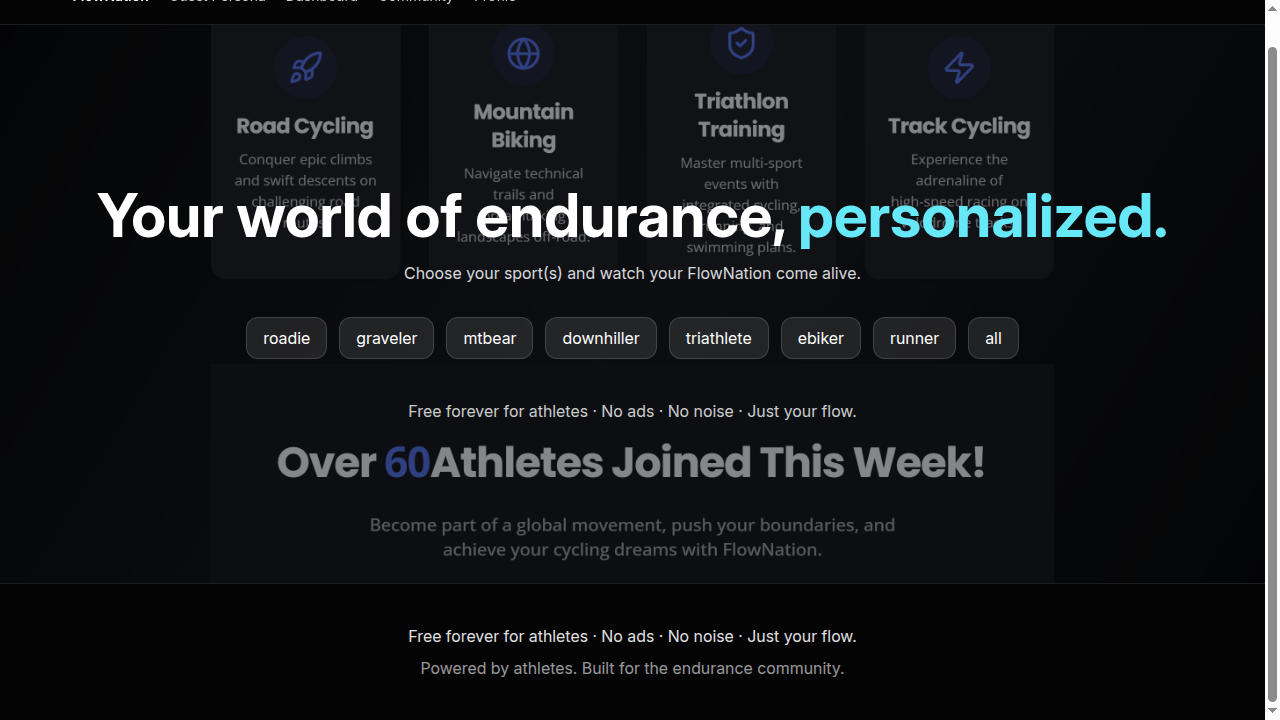 FlowNation Guest Persona Dashboard Community Profile
Road Cycling
Conquer epic climbs
and swift descents on
challenging road
Mountain
Biking
Navigate technical
trails and
landscapes off-road.
Triathlon
Training
Master multi-sport
events with
integrated cycling,
swimming plans.
Track Cycling
Experience the
adrenaline of
high-speed racing on
Your world of endurance, personalized.
Choose your sport(s) and watch your FlowNation come alive.
roadie graveler mtbear downhiller triathlete ebiker runner all
Free forever for athletes · No ads · No noise · Just your flow.
Over 60Athletes Joined This Week!
Become part of a global movement, push your boundaries, and
achieve your cycling dreams with FlowNation.
Free forever for athletes · No ads · No noise · Just your flow.
Powered by athletes. Built for the endurance community.